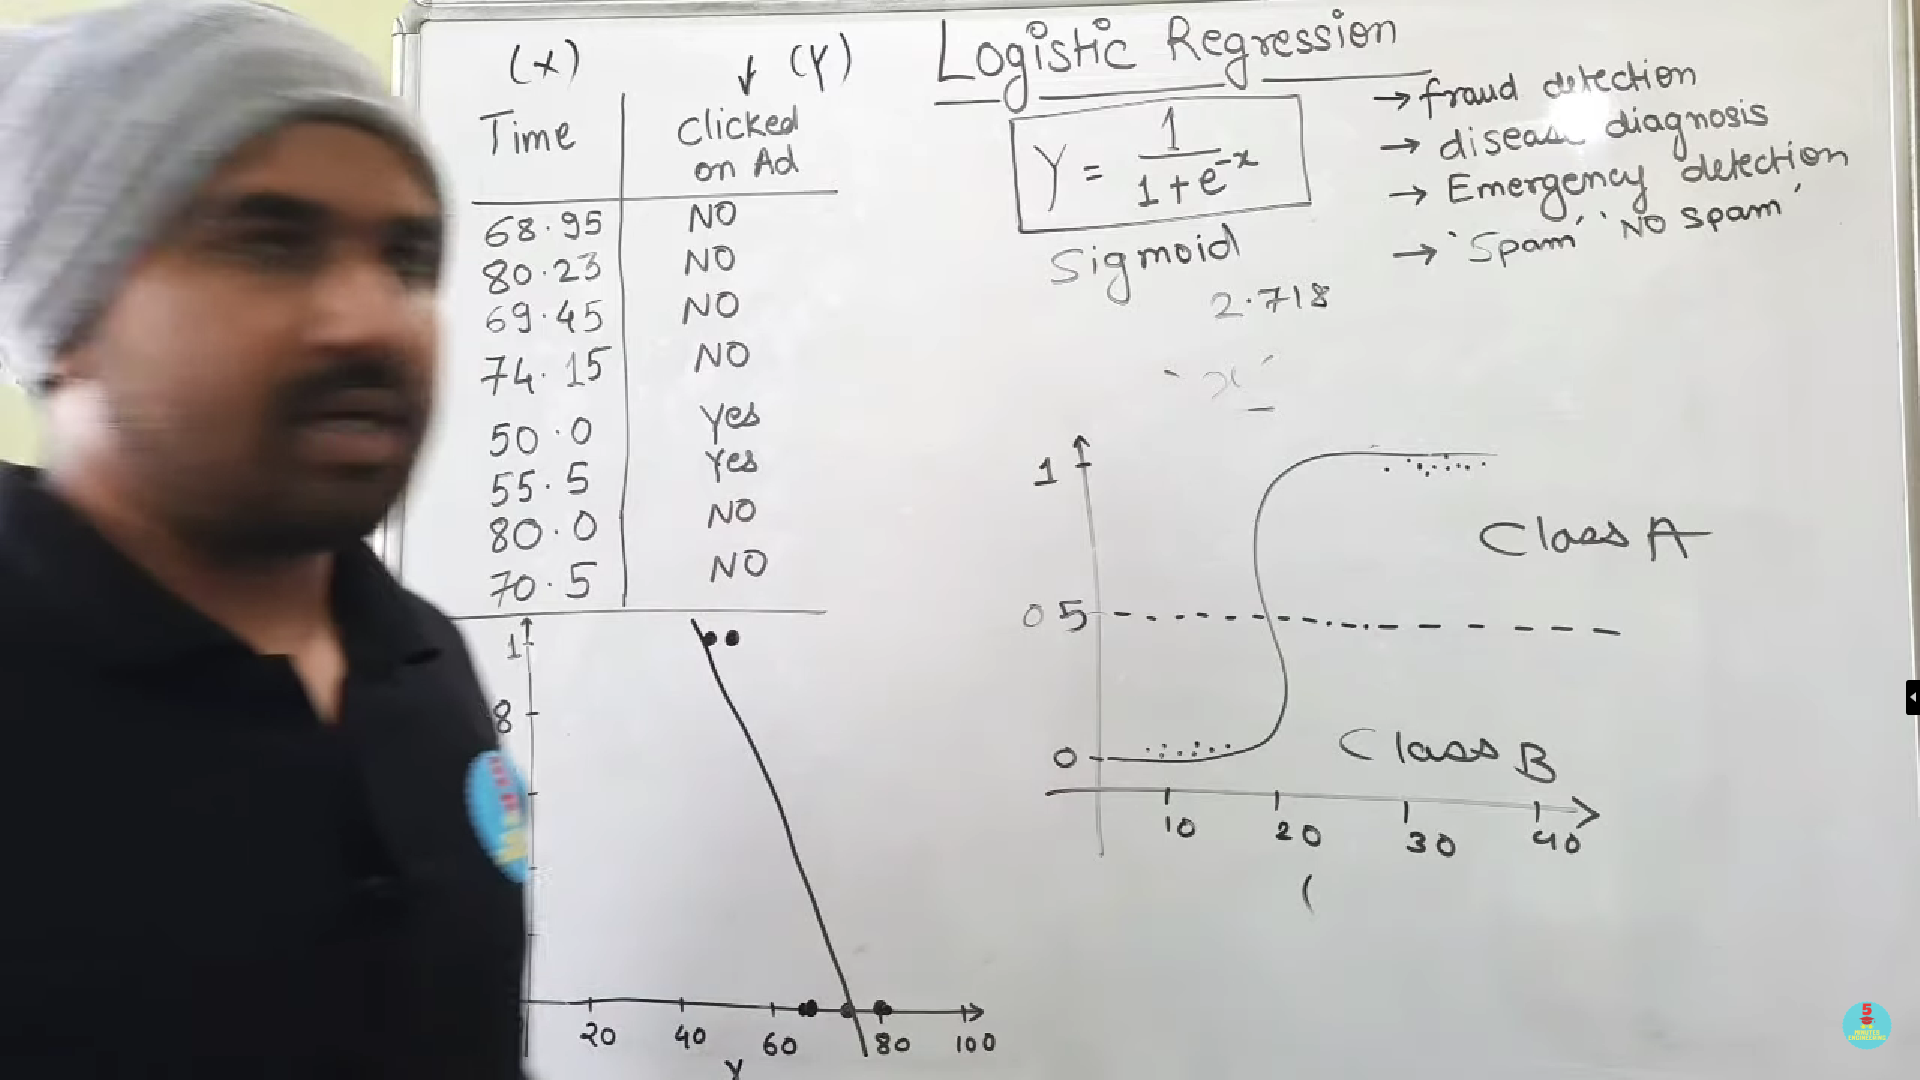 (x) (Y)
Time Clicked on Ad
68.95 NO
80.23 NO
69.45 NO
74.15 NO
50.0 Yes
55.5 Yes
80.0 NO
70.5 NO
1
8
20 40 60 80 100
Y
Logistic Regression
Y = 1 / 1 + e^-x
Sigmoid
2.718
'x'
→ fraud detection
→ disease diagnosis
→ Emergency detection
→ 'Spam' 'NO spam'
1
Class A
0 5
0
Class B
10 20 30 40
(
5
MINUTES
ENGINEERING